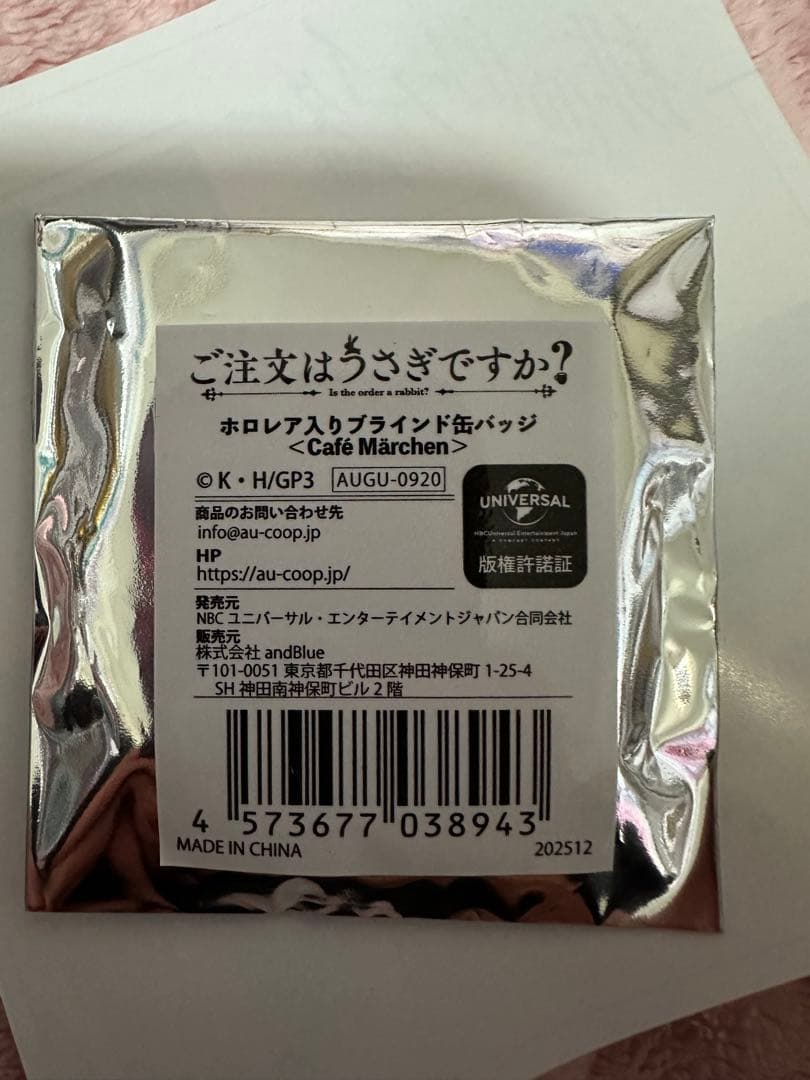 ご注文はうさぎですか?
Is the order a rabbit?
ホロレア入りブラインド缶バッジ
<Café Märchen>
© K・H/GP3 AUGU-0920
商品のお問い合わせ先
info@au-coop.jp
HP
https://au-coop.jp/
UNIVERSAL
NBCUniversal Entertainment Japan
A COMCAST COMPANY
版権許諾証
発売元
NBC ユニバーサル・エンターテイメントジャパン合同会社
販売元
株式会社 andBlue
〒101-0051 東京都千代田区神田神保町 1-25-4
SH 神田南神保町ビル 2 階
4 573677 038943
MADE IN CHINA 202512